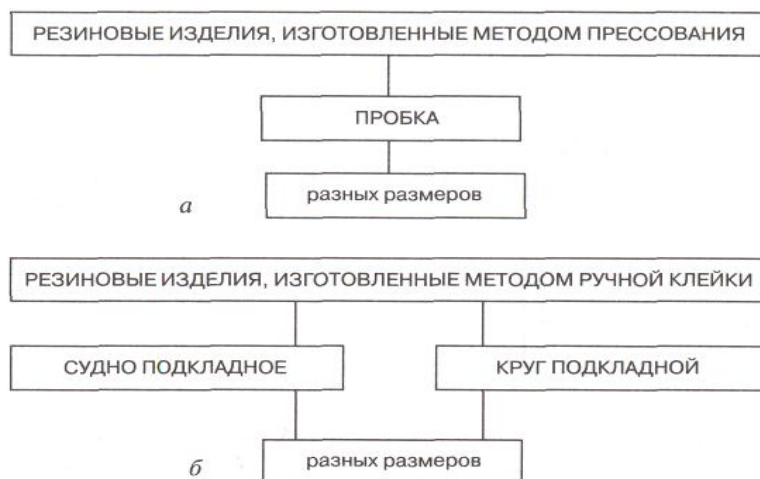 РЕЗИНОВЫЕ ИЗДЕЛИЯ, ИЗГОТОВЛЕННЫЕ МЕТОДОМ ПРЕССОВАНИЯ
ПРОБКА
разных размеров
а
РЕЗИНОВЫЕ ИЗДЕЛИЯ, ИЗГОТОВЛЕННЫЕ МЕТОДОМ РУЧНОЙ КЛЕЙКИ
СУДНО ПОДКЛАДНОЕ
КРУГ ПОДКЛАДНОЙ
разных размеров
б